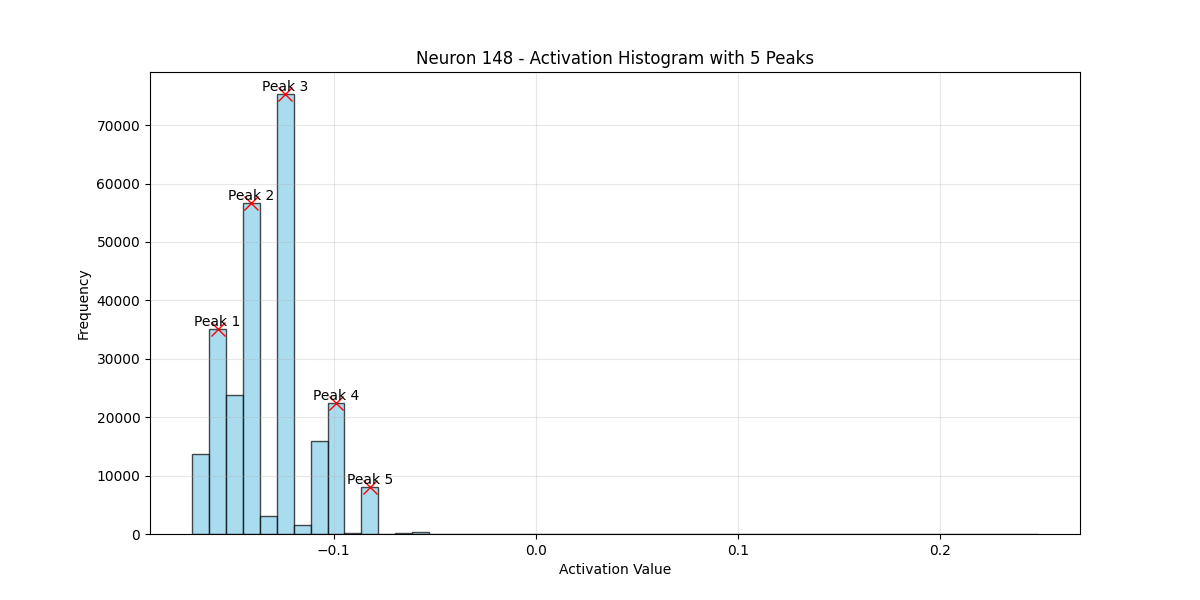 Neuron 148 - Activation Histogram with 5 Peaks
Peak 3
70000
Peak 2
60000
50000
40000
Peak 1
30000
Peak 4
20000
Peak 5
10000
0
−0.1
0.0
0.1
0.2
Frequency
Activation Value